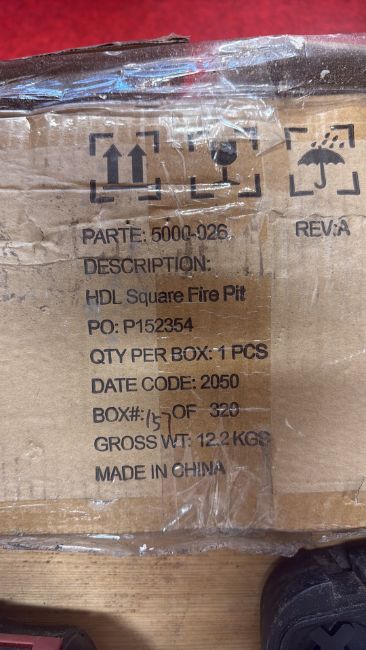 PARTE: 5000-026 REV:A
DESCRIPTION:
HDL Square Fire Pit
PO: P152354
QTY PER BOX: 1 PCS
DATE CODE: 2050
BOX#: 157 OF 320
GROSS WT: 12.2 KGS
MADE IN CHINA